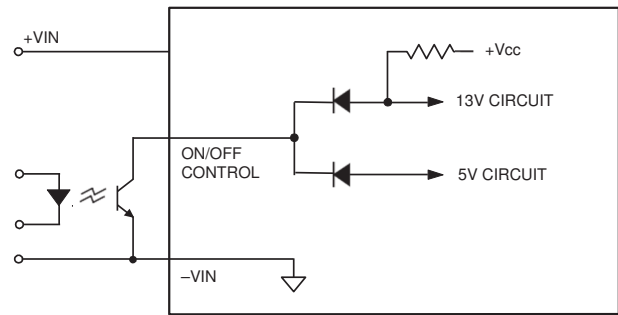 +VIN
+Vcc
13V CIRCUIT
ON/OFF
CONTROL
5V CIRCUIT
–VIN